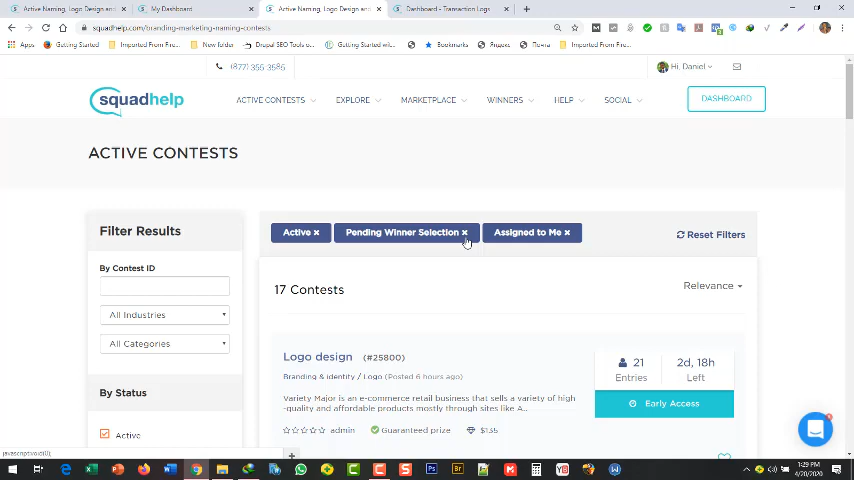 Active Naming, Logo Design an
My Dashboard
Active Naming, Logo Design an
Dashboard - Transaction Logs
squadhelp.com/branding-marketing-naming-contests
Apps
Getting Started
Imported From Fire...
New folder
Drupal SEO Tools o...
Getting Started wi...
Bookmarks
Яндекс
Почта
Imported From Fire...
(877) 355-3585
Hi, Daniel
squadhelp
ACTIVE CONTESTS
EXPLORE
MARKETPLACE
WINNERS
HELP
SOCIAL
DASHBOARD
ACTIVE CONTESTS
Filter Results
Active ×
Pending Winner Selection ×
Assigned to Me ×
Reset Filters
By Contest ID
All Industries
All Categories
By Status
Active
17 Contests
Relevance
Logo design (#25800)
Branding & identity / Logo (Posted 6 hours ago)
Variety Major is an e-commerce retail business that sells a variety of high
-quality and affordable products mostly through sites like A..
admin
Guaranteed prize
$135
21
Entries
2d, 18h
Left
Early Access
javascript:void(0);
1:29 PM
4/20/2020